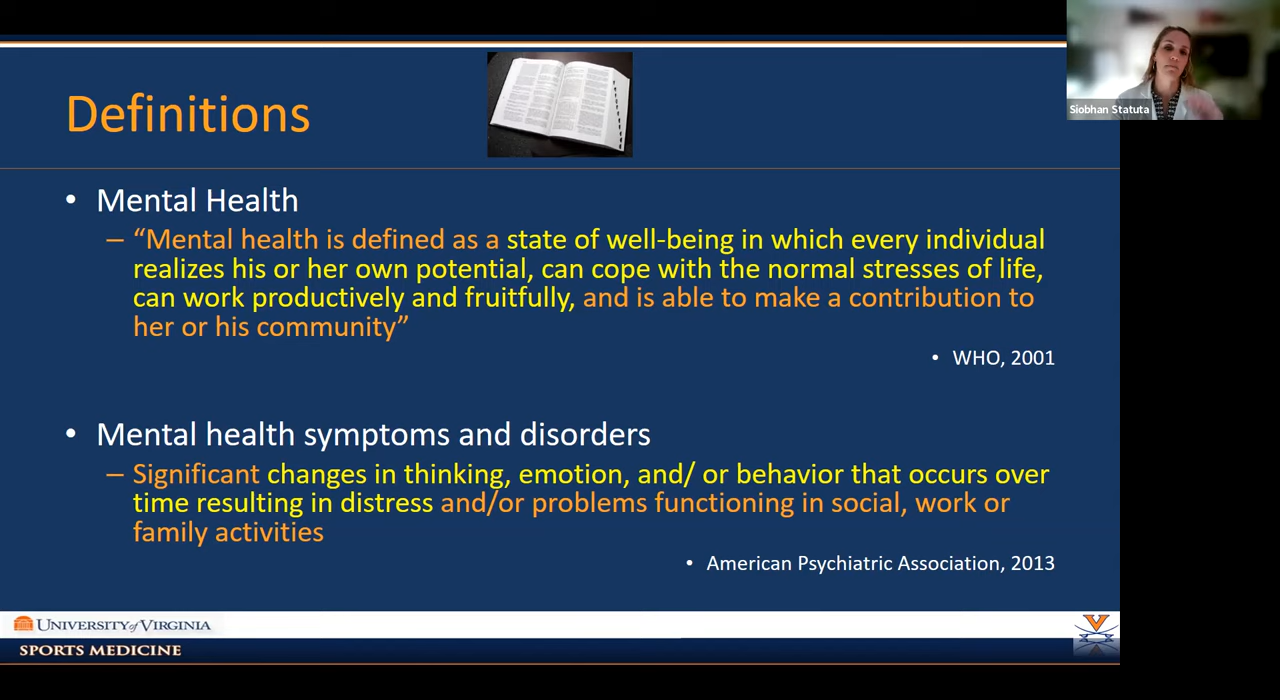 Siobhan Statuta
Definitions
• Mental Health
– “Mental health is defined as a state of well-being in which every individual
realizes his or her own potential, can cope with the normal stresses of life,
can work productively and fruitfully, and is able to make a contribution to
her or his community”
• WHO, 2001
• Mental health symptoms and disorders
– Significant changes in thinking, emotion, and/ or behavior that occurs over
time resulting in distress and/or problems functioning in social, work or
family activities
• American Psychiatric Association, 2013
UNIVERSITY of VIRGINIA
SPORTS MEDICINE